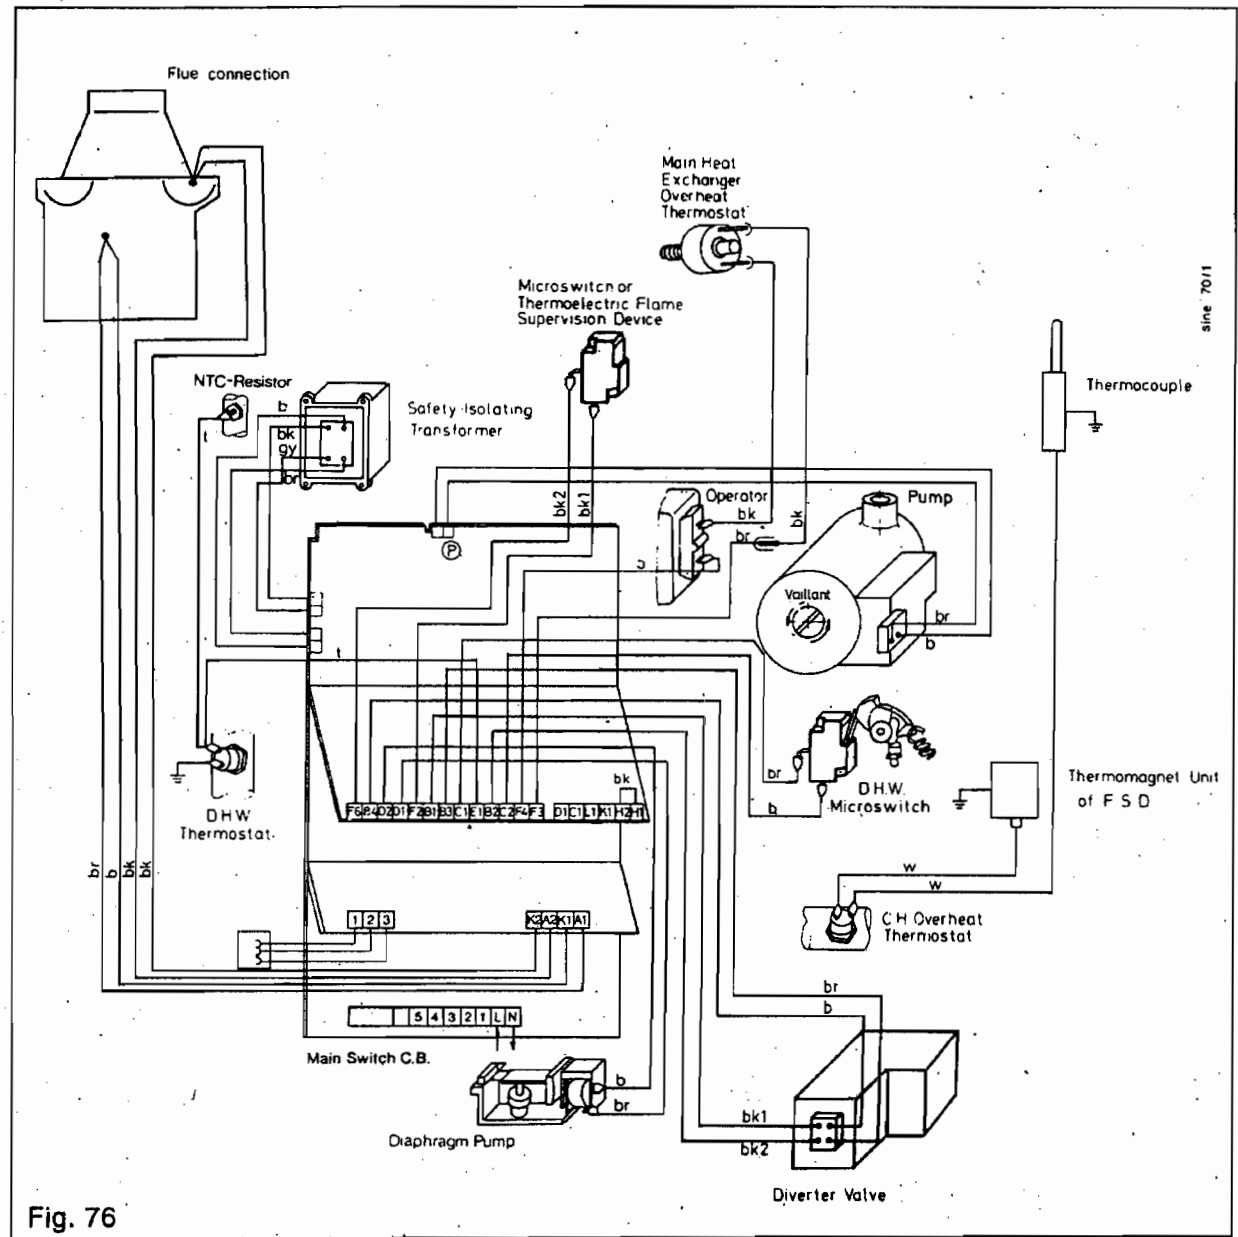 Flue connection
Main Heat
Exchanger
Overheat
Thermostat
Microswitch or
Thermoelectric Flame
Supervision Device
sine 70/1
NTC-Resistor
Thermocouple
Safety Isolating
Transformer
b
bk
gy
br
t
bk2
bk1
Operator
bk
bk
br
Pump
P
Vaillant
br
b
t
br
b
D.H.W.
Microswitch
bk
Thermomagnet Unit
of F S D
D H W
Thermostat
F6 B4 D2 D1 F2 B1 B3 C1 E1 B2 C2 F4 F3 D1 C1 L1 K1 H2 H1
br
b
bk
bk
w
w
1 2 3
K2 A2 K1 A1
C H Overheat
Thermostat
br
b
5 4 3 2 1 L N
Main Switch C.B.
b
br
bk1
bk2
Diaphragm Pump
Diverter Valve
Fig. 76